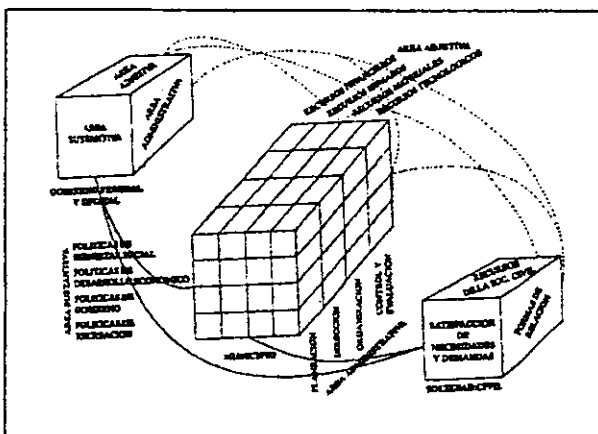 AREA
ADJETIVA
AREA
SUSTANTIVA
AREA
ADMINISTRATIVA
GOBIERNO FEDERAL
Y ESTATAL
AREA ADJETIVA
RECURSOS FINANCIEROS
RECURSOS HUMANOS
RECURSOS MATERIALES
RECURSOS TECNOLOGICOS
AREA SUSTANTIVA
POLITICAS DE
BIENESTAR SOCIAL
POLITICAS DE
DESARROLLO ECONOMICO
POLITICAS DE
GOBIERNO
POLITICAS DE
RECREACION
MUNICIPIO
PLANEACION
DIRECCION
ORGANIZACION
CONTROL Y
EVALUACION
AREA ADMINISTRATIVA
RECURSOS
DE LA SOC. CIVIL
SATISFACCION
DE
NECESIDADES
Y DEMANDAS
FORMAS DE
RELACION
SOCIEDAD CIVIL